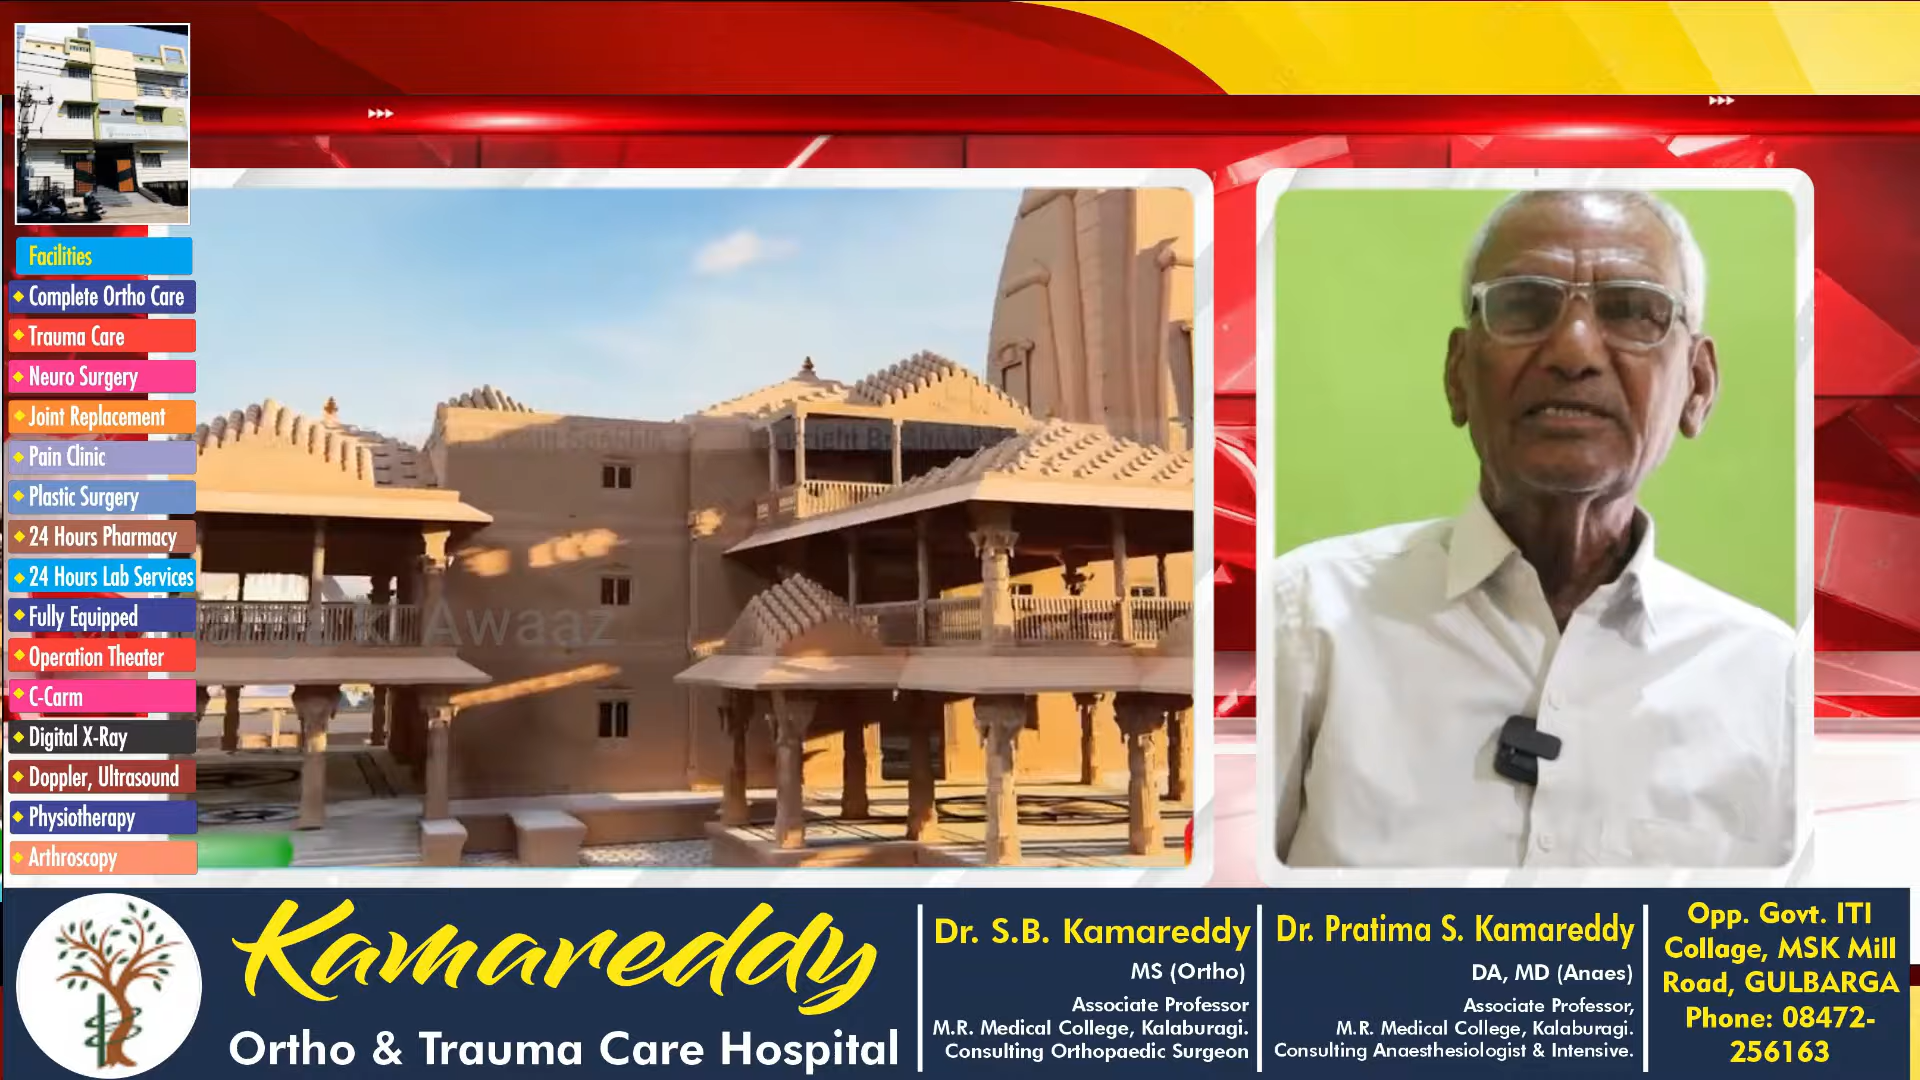 Facilities
Complete Ortho Care
Trauma Care
Neuro Surgery
Joint Replacement
Pain Clinic
Plastic Surgery
24 Hours Pharmacy
24 Hours Lab Services
Fully Equipped
Operation Theater
C-Carm
Digital X-Ray
Doppler, Ultrasound
Physiotherapy
Arthroscopy
Ki Awaaz
Kamareddy
Ortho & Trauma Care Hospital
Dr. S.B. Kamareddy
MS (Ortho)
Associate Professor
M.R. Medical College, Kalaburagi.
Consulting Orthopaedic Surgeon
Dr. Pratima S. Kamareddy
DA, MD (Anaes)
Associate Professor,
M.R. Medical College, Kalaburagi.
Consulting Anaesthesiologist & Intensive.
Opp. Govt. ITI
Collage, MSK Mill
Road, GULBARGA
Phone: 08472-
256163